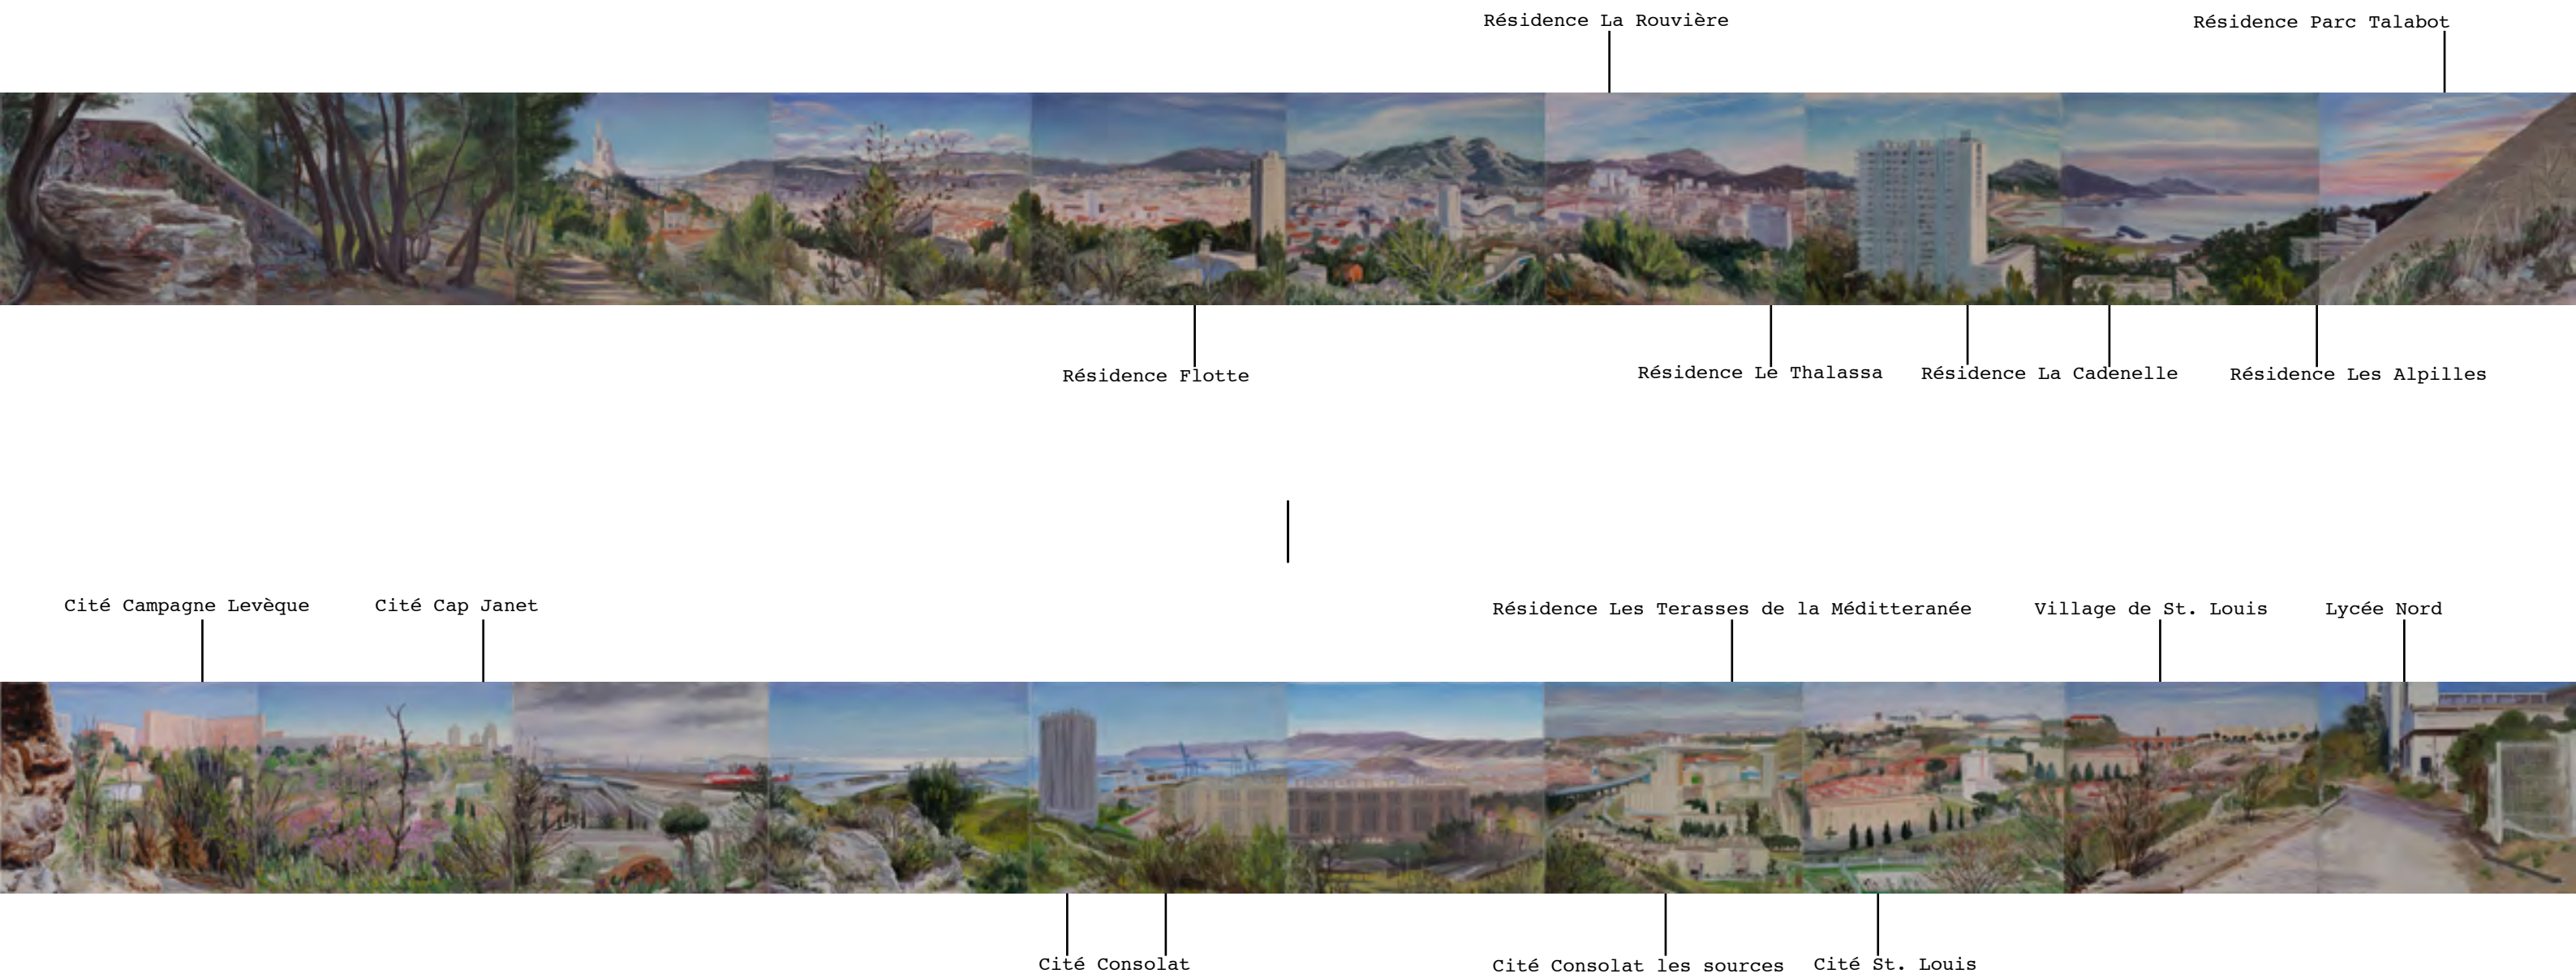 Résidence La Rouvière
Résidence Parc Talabot
Résidence Flotte
Résidence Le Thalassa
Résidence La Cadenelle
Résidence Les Alpilles
Cité Campagne Levèque
Cité Cap Janet
Résidence Les Terasses de la Méditteranée
Village de St. Louis
Lycée Nord
Cité Consolat
Cité Consolat les sources
Cité St. Louis